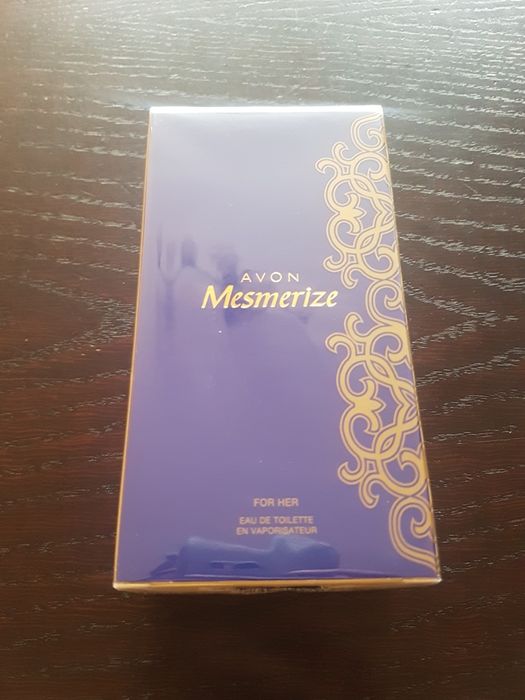 AVON
Mesmerize
FOR HER
EAU DE TOILETTE
EN VAPORISATEUR